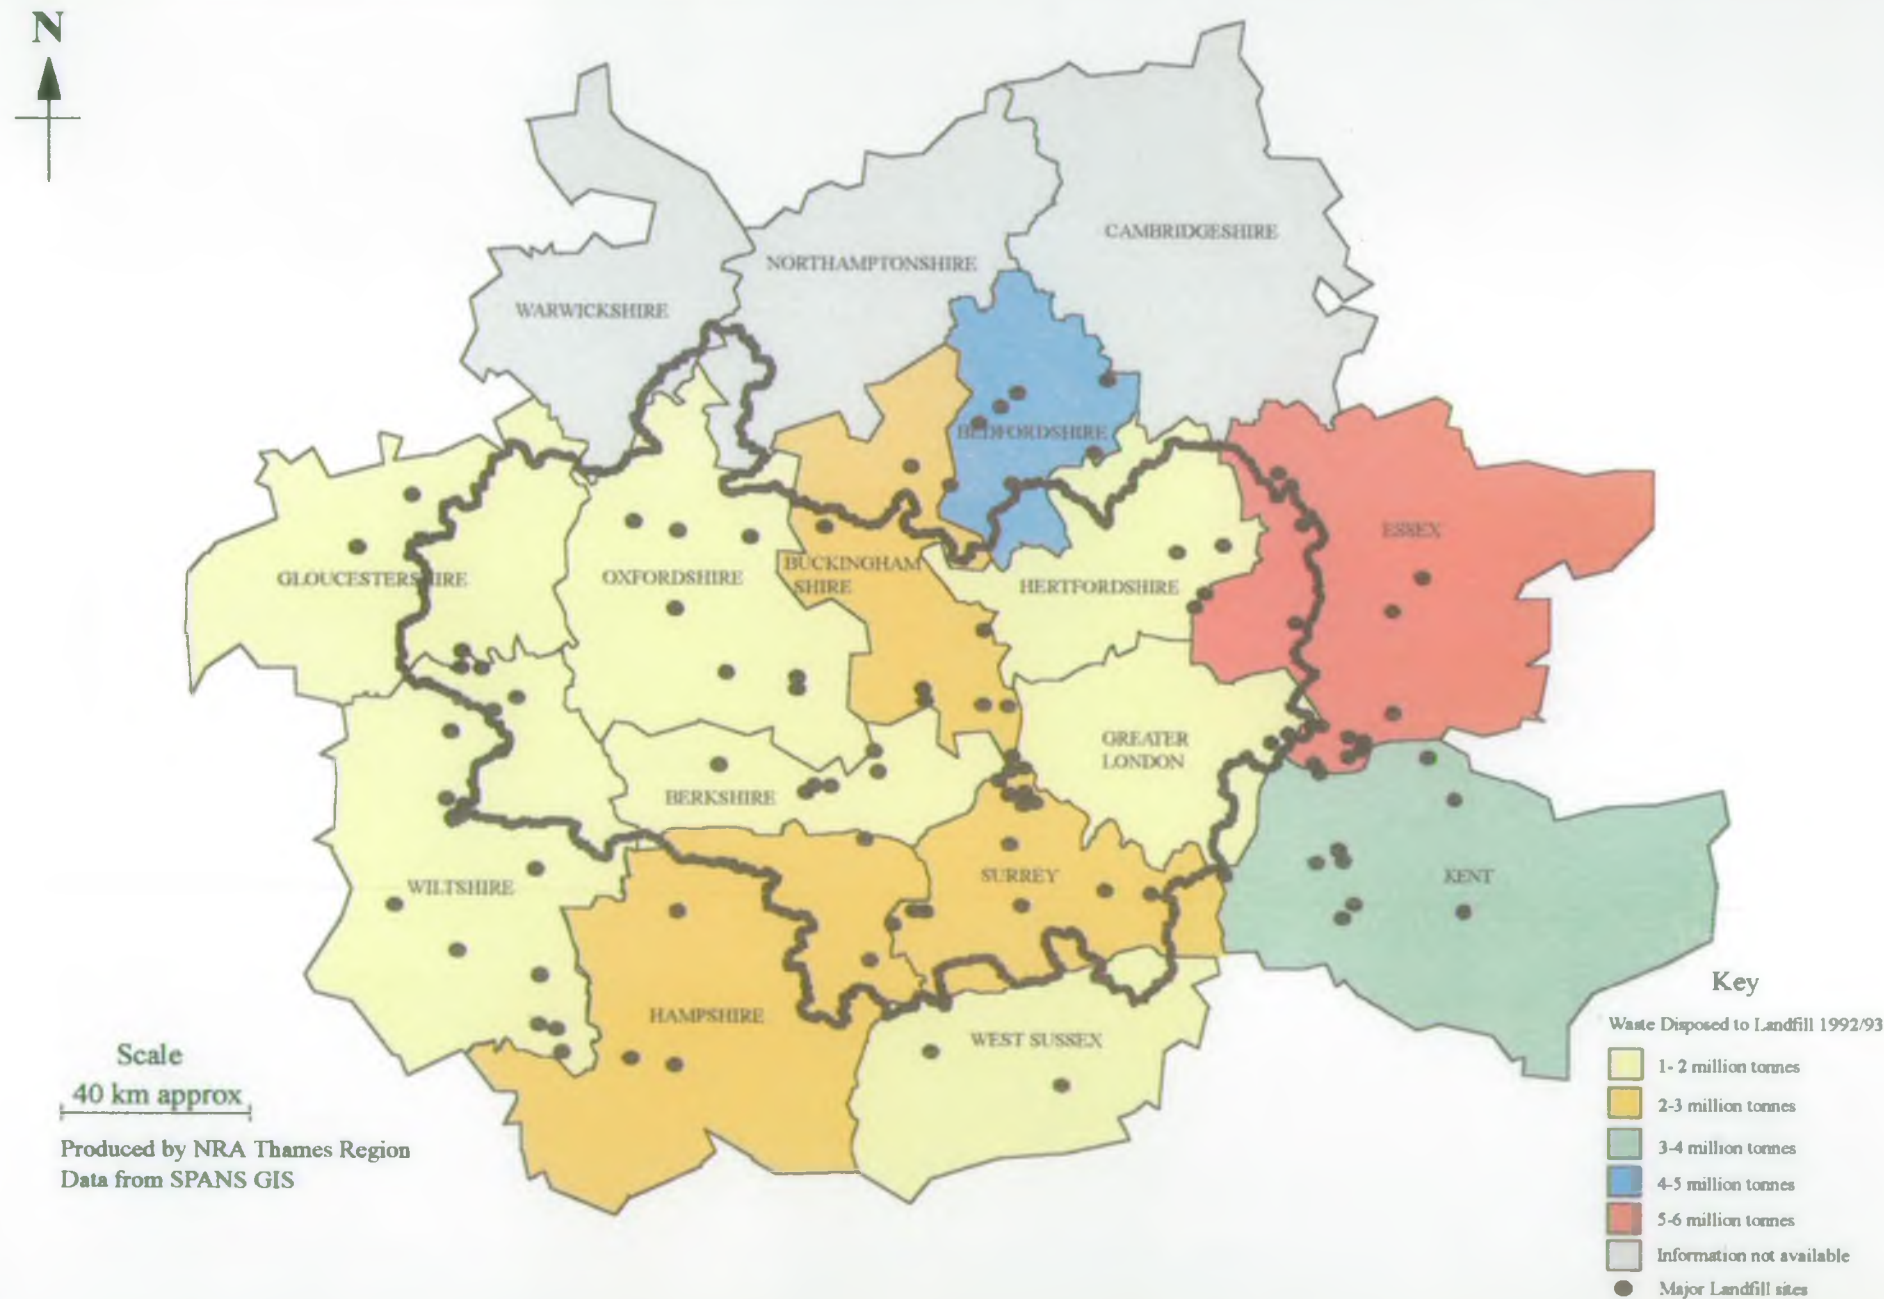 N
CAMBRIDGESHIRE
NORTHAMPTONSHIRE
WARWICKSHIRE
BEDFORDSHIRE
ESSEX
GLOUCESTERSHIRE
OXFORDSHIRE
BUCKINGHAM
SHIRE
HERTFORDSHIRE
GREATER
LONDON
BERKSHIRE
WILTSHIRE
SURREY
KENT
HAMPSHIRE
WEST SUSSEX
Scale
40 km approx
Produced by NRA Thames Region
Data from SPANS GIS
Key
Waste Disposed to Landfill 1992/93
1- 2 million tonnes
2-3 million tonnes
3-4 million tonnes
4-5 million tonnes
5-6 million tonnes
Information not available
Major Landfill sites